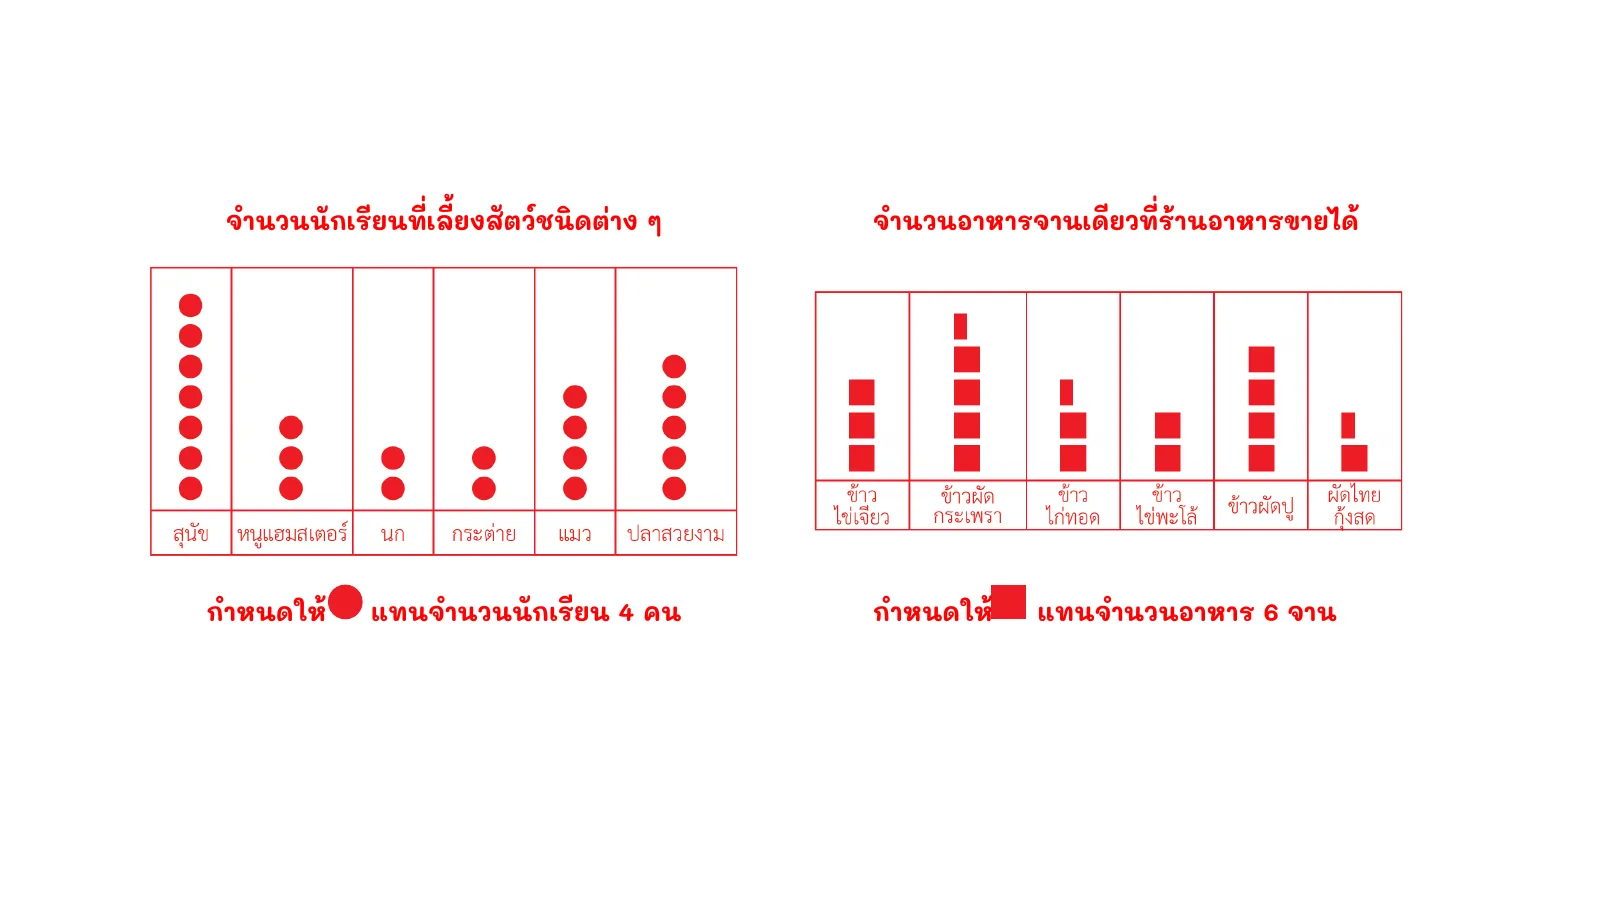 จำนวนนักเรียนที่เลี้ยงสัตว์ชนิดต่าง ๆ
สุนัข
หนูแฮมสเตอร์
นก
กระต่าย
แมว
ปลาสวยงาม
กำหนดให้ แทนจำนวนนักเรียน 4 คน
จำนวนอาหารจานเดียวที่ร้านอาหารขายได้
ข้าว
ไข่เจียว
ข้าวผัด
กระเพรา
ข้าว
ไก่ทอด
ข้าว
ไข่พะโล้
ข้าวผัดปู
ผัดไทย
กุ้งสด
กำหนดให้ แทนจำนวนอาหาร 6 จาน